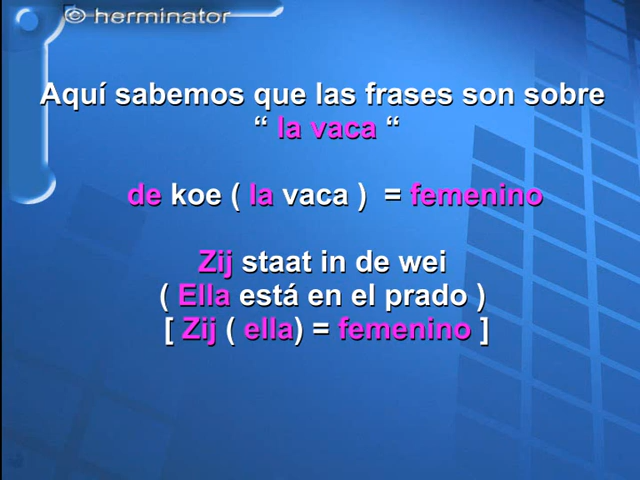 © herminator
Aquí sabemos que las frases son sobre
“ la vaca “
de koe ( la vaca ) = femenino
Zij staat in de wei
( Ella está en el prado )
[ Zij ( ella) = femenino ]